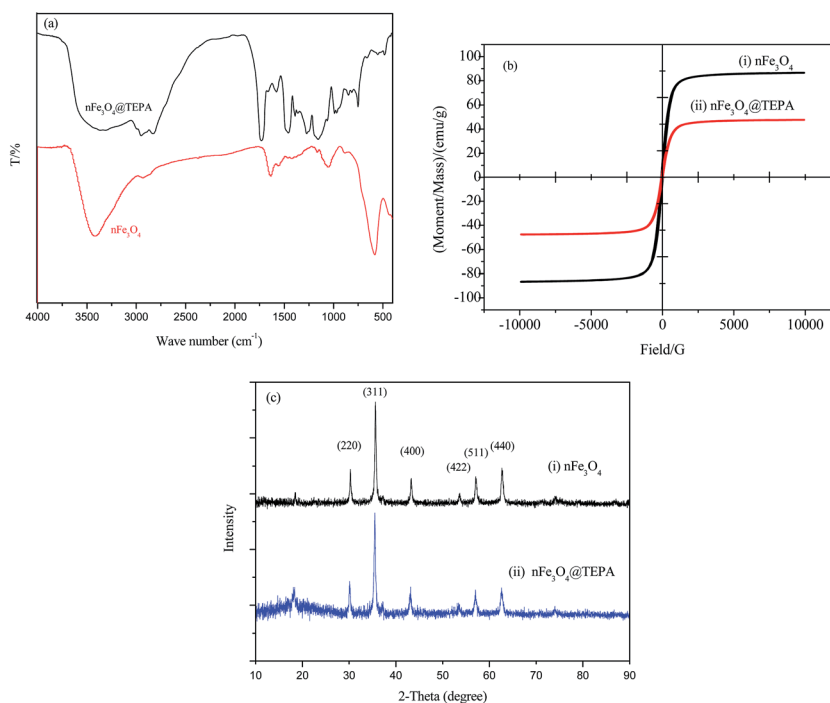 (a)
nFe₃O₄@TEPA
nFe₃O₄
T/%
4000 3500 3000 2500 2000 1500 1000 500
Wave number (cm⁻¹)
(b)
(i) nFe₃O₄
(ii) nFe₃O₄@TEPA
(Moment/Mass)/(emu/g)
100
80
60
40
20
0
-20
-40
-60
-80
-100
-10000 -5000 0 5000 10000
Field/G
(c)
(311)
(220)
(400)
(422)
(511)
(440)
(i) nFe₃O₄
(ii) nFe₃O₄@TEPA
Intensity
10 20 30 40 50 60 70 80 90
2-Theta (degree)